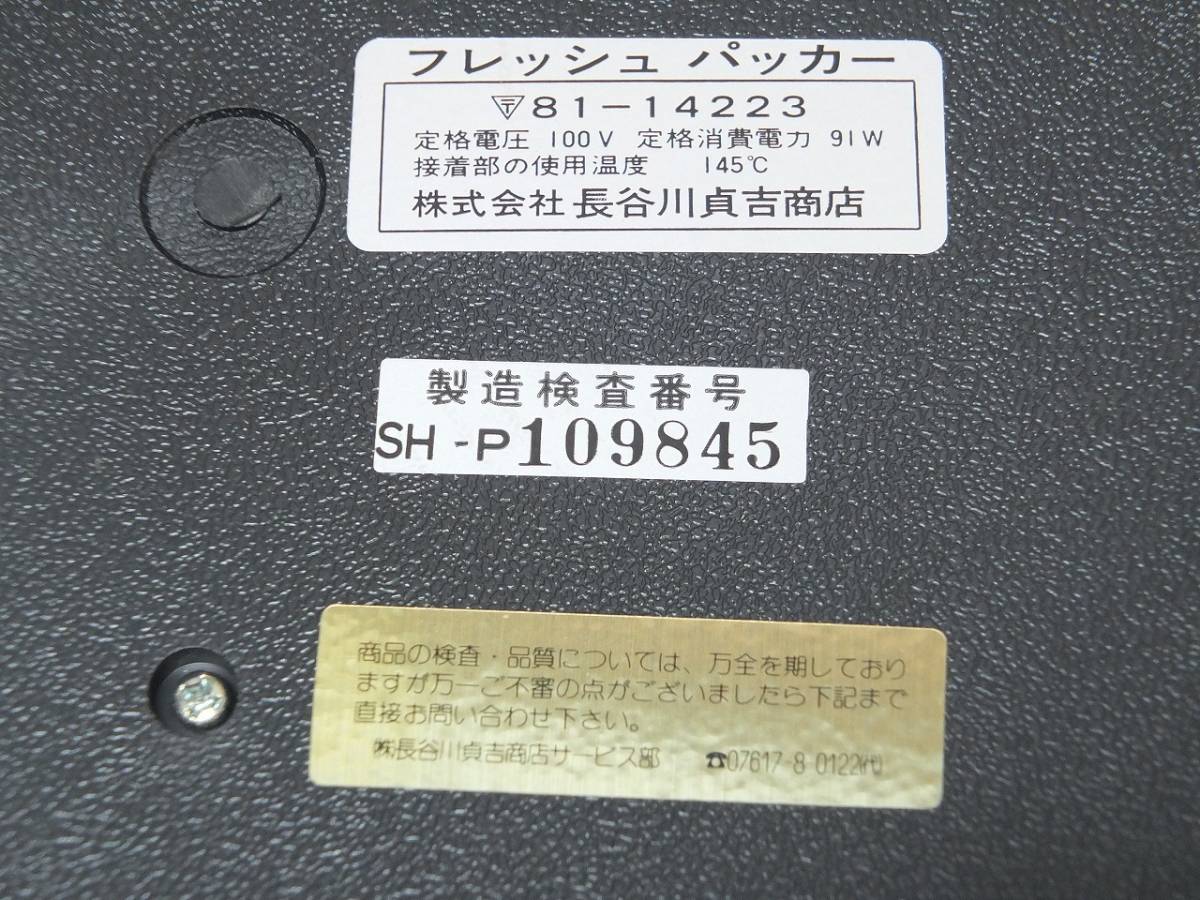 フレッシュ パッカー
〒81-14223
定格電圧 100V 定格消費電力 91W
接着部の使用温度 145℃
株式会社 長谷川貞吉商店
製造検査番号
SH-P109845
商品の検査・品質については、万全を期しており
ますが万一ご不審の点がございましたら下記まで
直接お問い合わせ下さい。
㈱長谷川貞吉商店サービス部 ☎07617-8-0122㈹